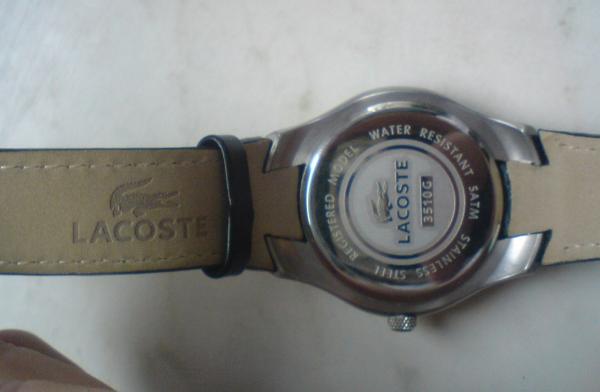 LACOSTE
LACOSTE
3510G
REGISTERED MODEL WATER RESISTANT 5ATM STAINLESS STEEL